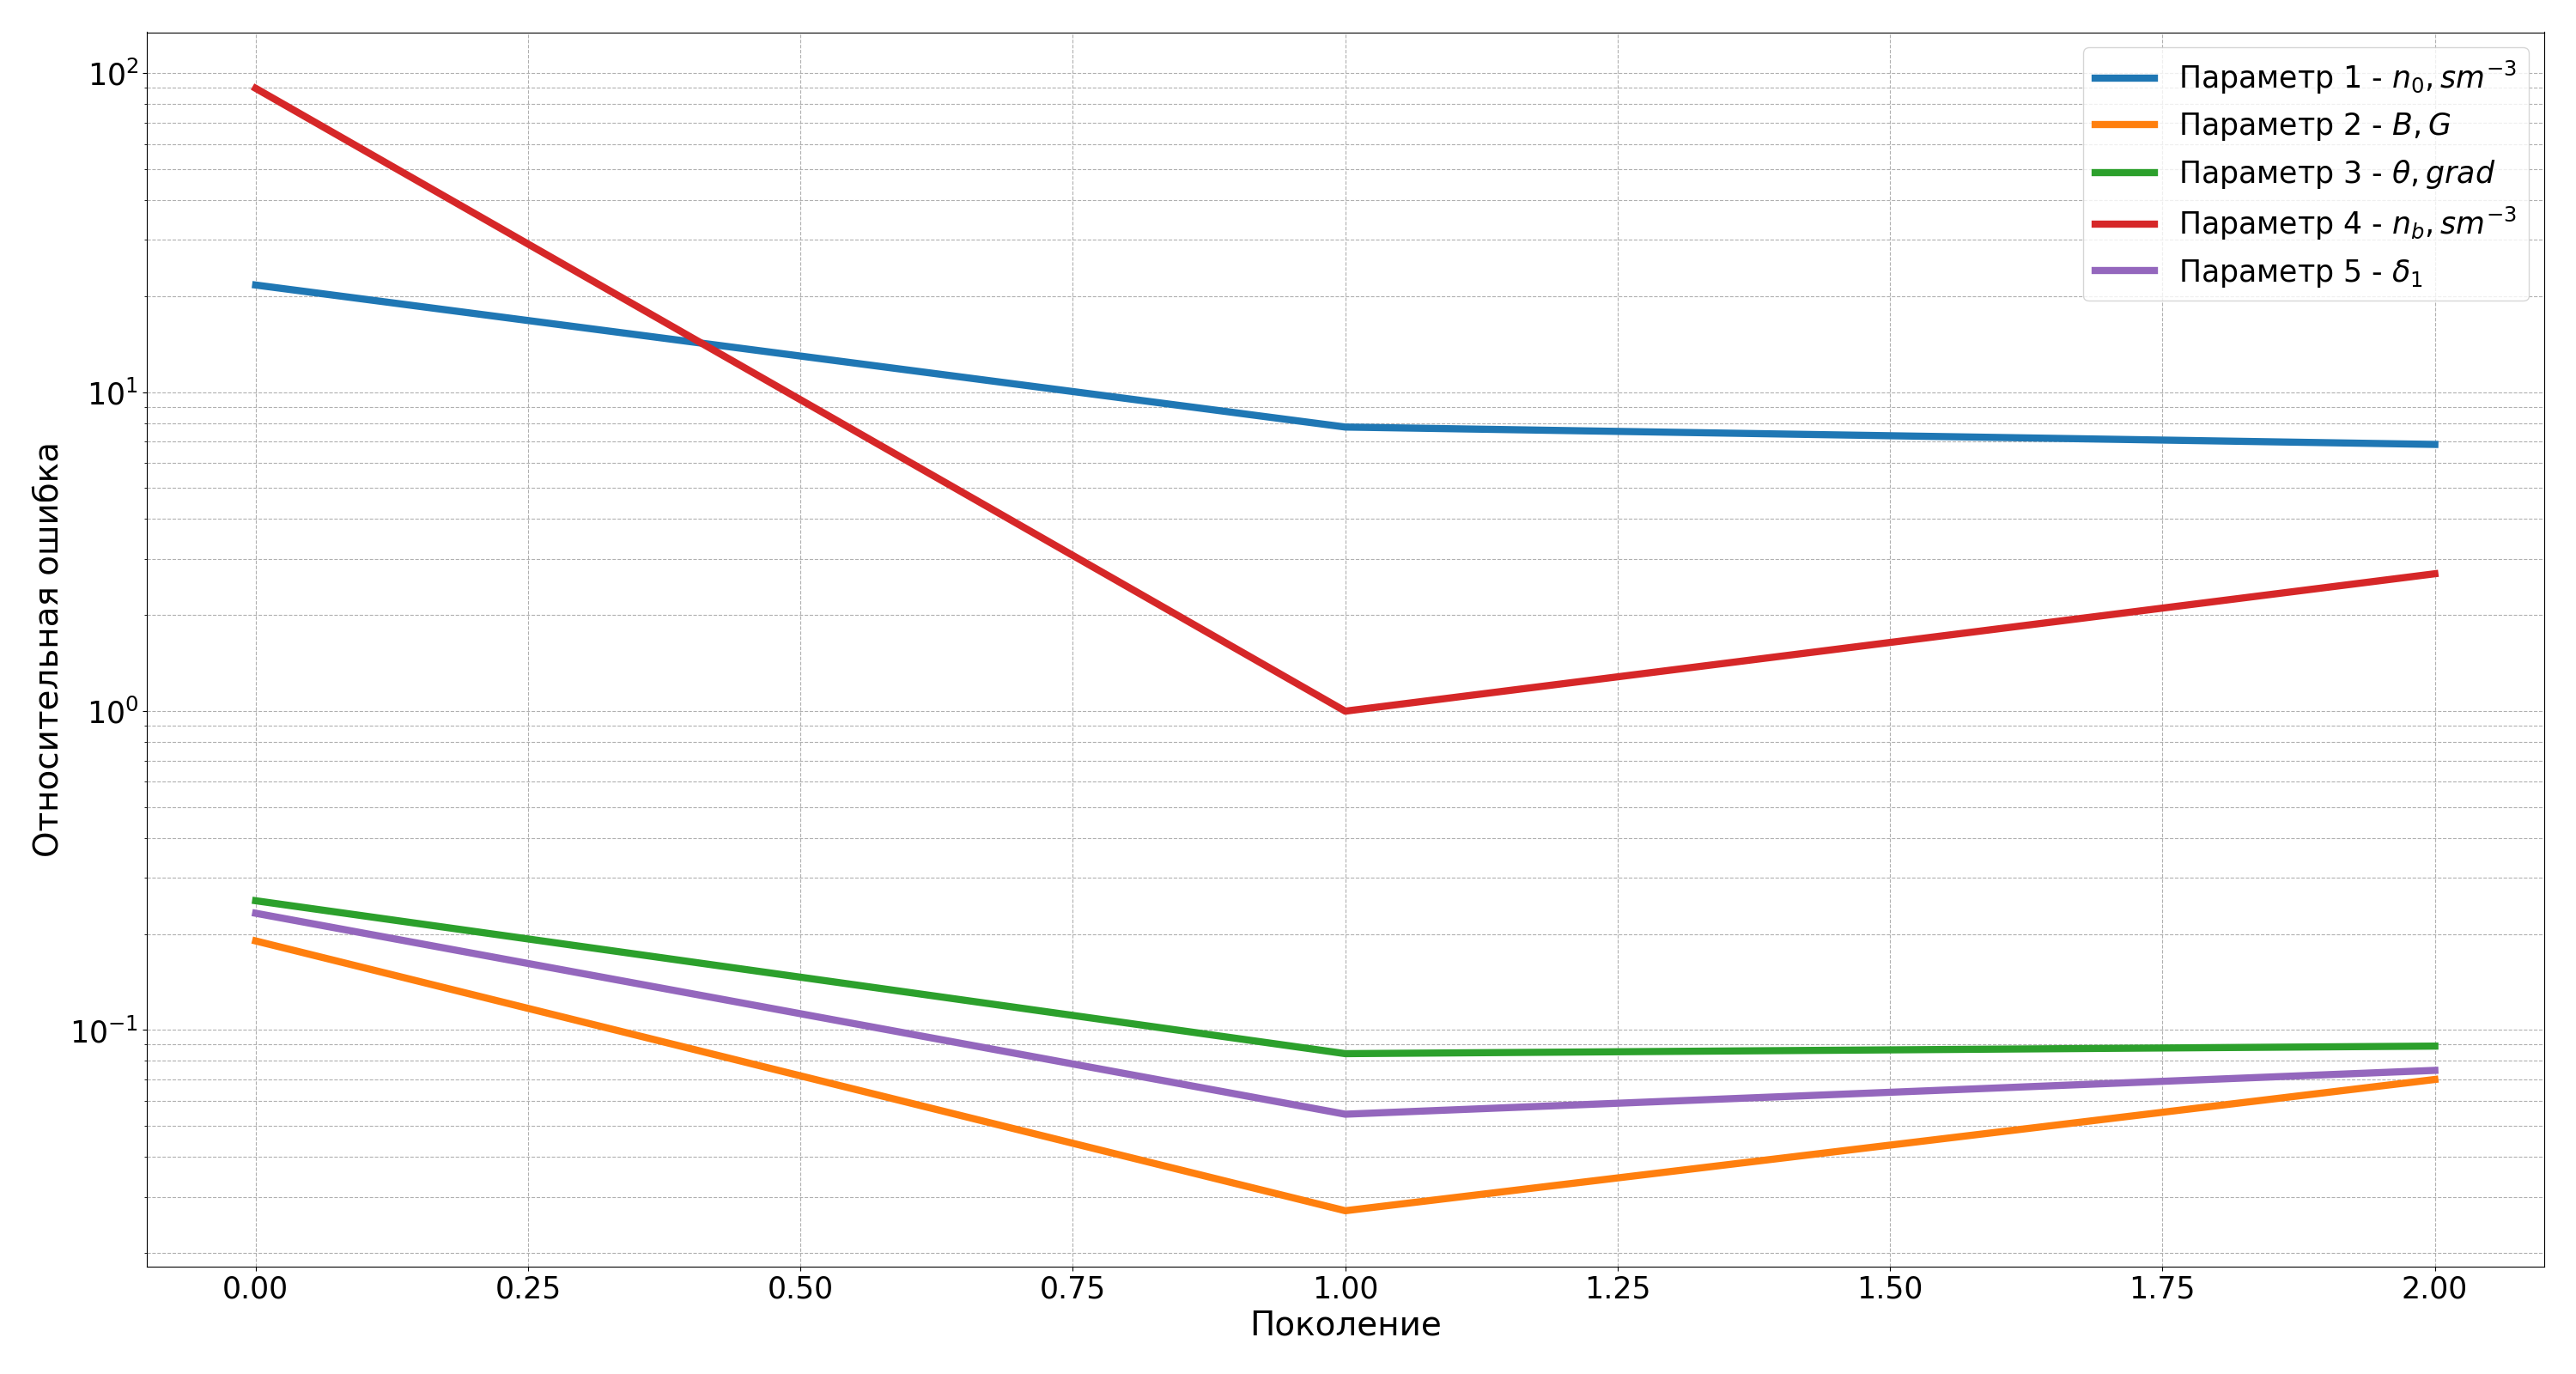 10²
10¹
10⁰
10⁻¹
Относительная ошибка
0.00 0.25 0.50 0.75 1.00 1.25 1.50 1.75 2.00
Поколение
Параметр 1 - n₀, sm⁻³
Параметр 2 - B, G
Параметр 3 - θ, grad
Параметр 4 - n_b, sm⁻³
Параметр 5 - δ₁